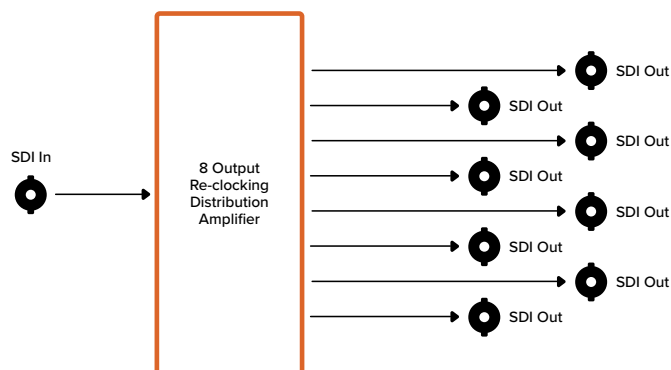 SDI In
8 Output
Re-clocking
Distribution
Amplifier
SDI Out
SDI Out
SDI Out
SDI Out
SDI Out
SDI Out
SDI Out
SDI Out